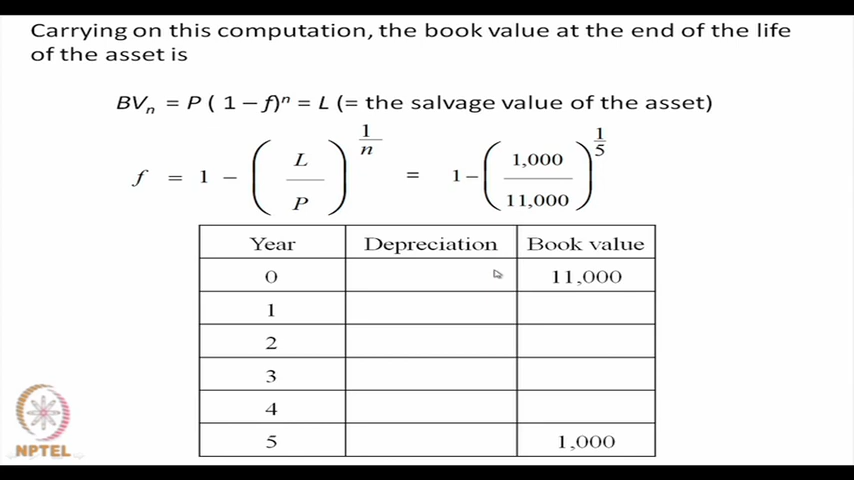 Carrying on this computation, the book value at the end of the life
of the asset is
BVₙ = P ( 1 – f)ⁿ = L (= the salvage value of the asset)
f = 1 – (L / P)^(1/n) = 1 – (1,000 / 11,000)^(1/5)
Year Depreciation Book value
0 11,000
1
2
3
4
5 1,000
NPTEL